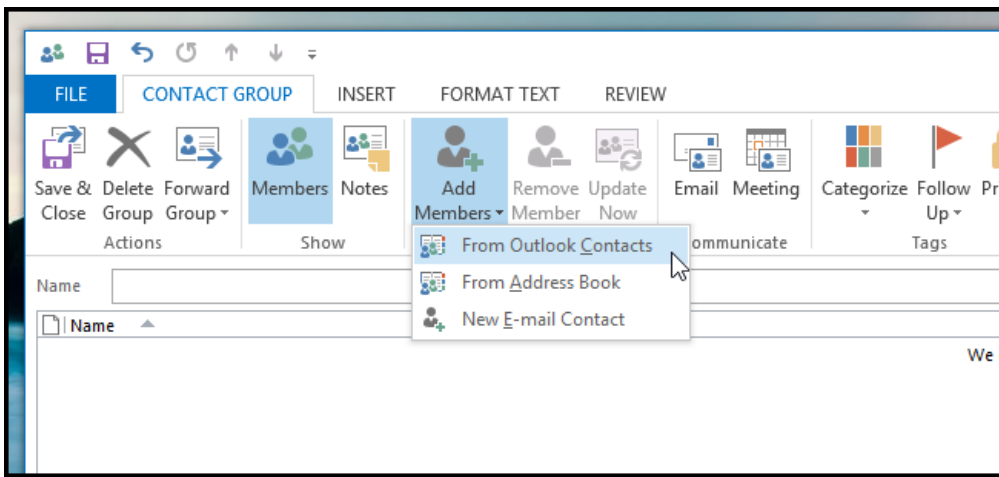 FILE CONTACT GROUP INSERT FORMAT TEXT REVIEW
Save & Delete Forward Members Notes Add Remove Update Email Meeting Categorize Follow
Close Group Group Members Member Now Up
Actions Show Tags
From Outlook Contacts
Name
From Address Book
Name
New E-mail Contact
We